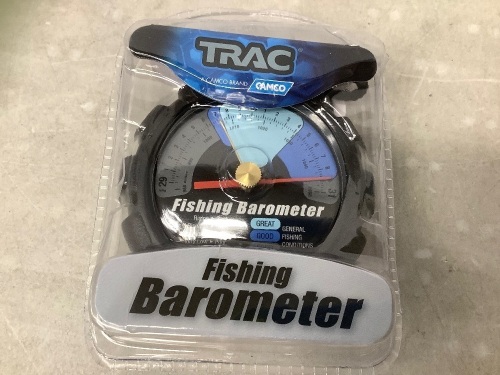 TRAC
A CAMCO BRAND CAMCO
29
Fishing Barometer
GREAT GENERAL
GOOD FISHING
CONDITIONS
Fishing
Barometer